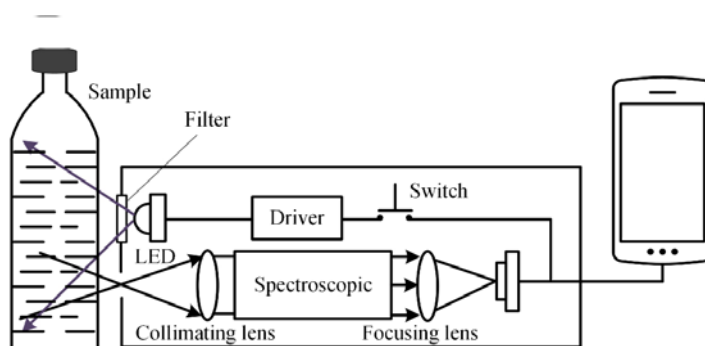 Sample
Filter
Switch
Driver
LED
Spectroscopic
Collimating lens
Focusing lens